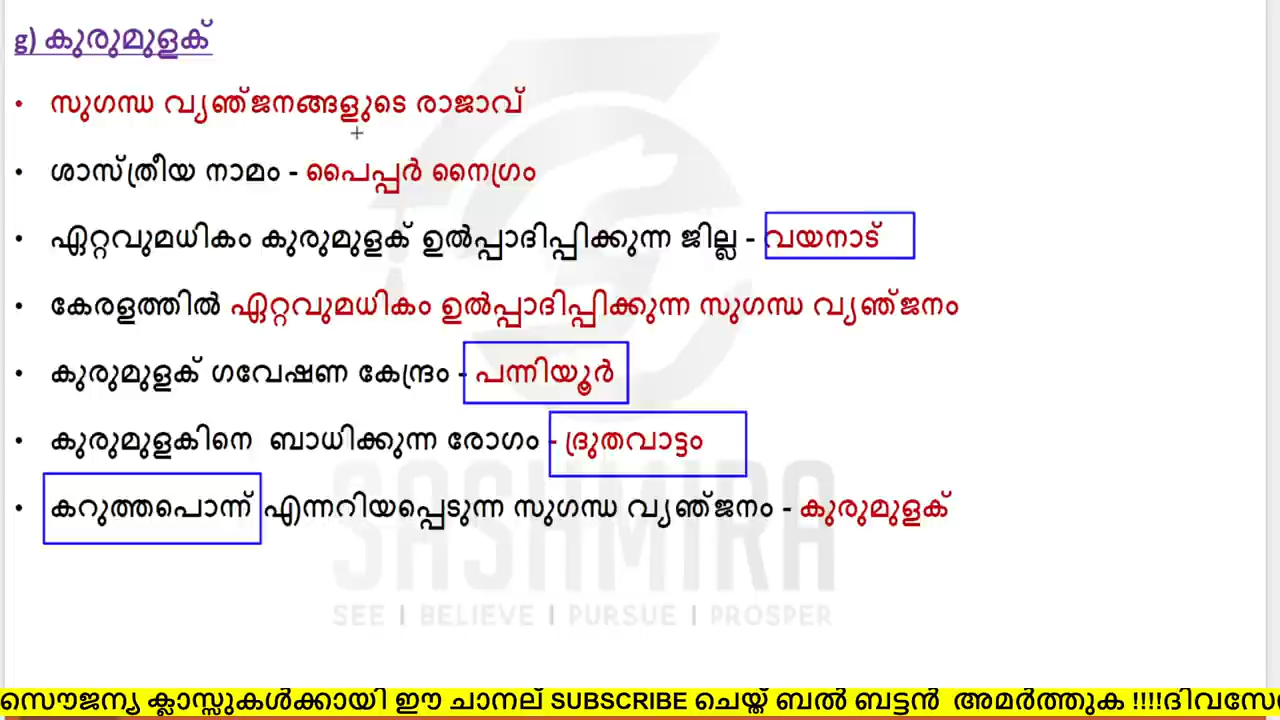 g) കുരുമുളക്
• സുഗന്ധ വ്യഞ്ജനങ്ങളുടെ രാജാവ്
• ശാസ്ത്രീയ നാമം - പൈപ്പർ നൈഗ്രം
• ഏറ്റവുമധികം കുരുമുളക് ഉൽപ്പാദിപ്പിക്കുന്ന ജില്ല - വയനാട്
• കേരളത്തിൽ ഏറ്റവുമധികം ഉൽപ്പാദിപ്പിക്കുന്ന സുഗന്ധ വ്യഞ്ജനം
• കുരുമുളക് ഗവേഷണ കേന്ദ്രം - പന്നിയൂർ
• കുരുമുളകിനെ ബാധിക്കുന്ന രോഗം - ദ്രുതവാട്ടം
• കറുത്തപൊന്ന് എന്നറിയപ്പെടുന്ന സുഗന്ധ വ്യഞ്ജനം - കുരുമുളക്
SASHMIRA
SEE | BELIEVE | PURSUE | PROSPER
സൌജന്യ ക്ലാസ്സുകൾക്കായി ഈ ചാനല് SUBSCRIBE ചെയ്ത് ബൽ ബട്ടൻ അമർത്തുക !!!!ദിവസേ